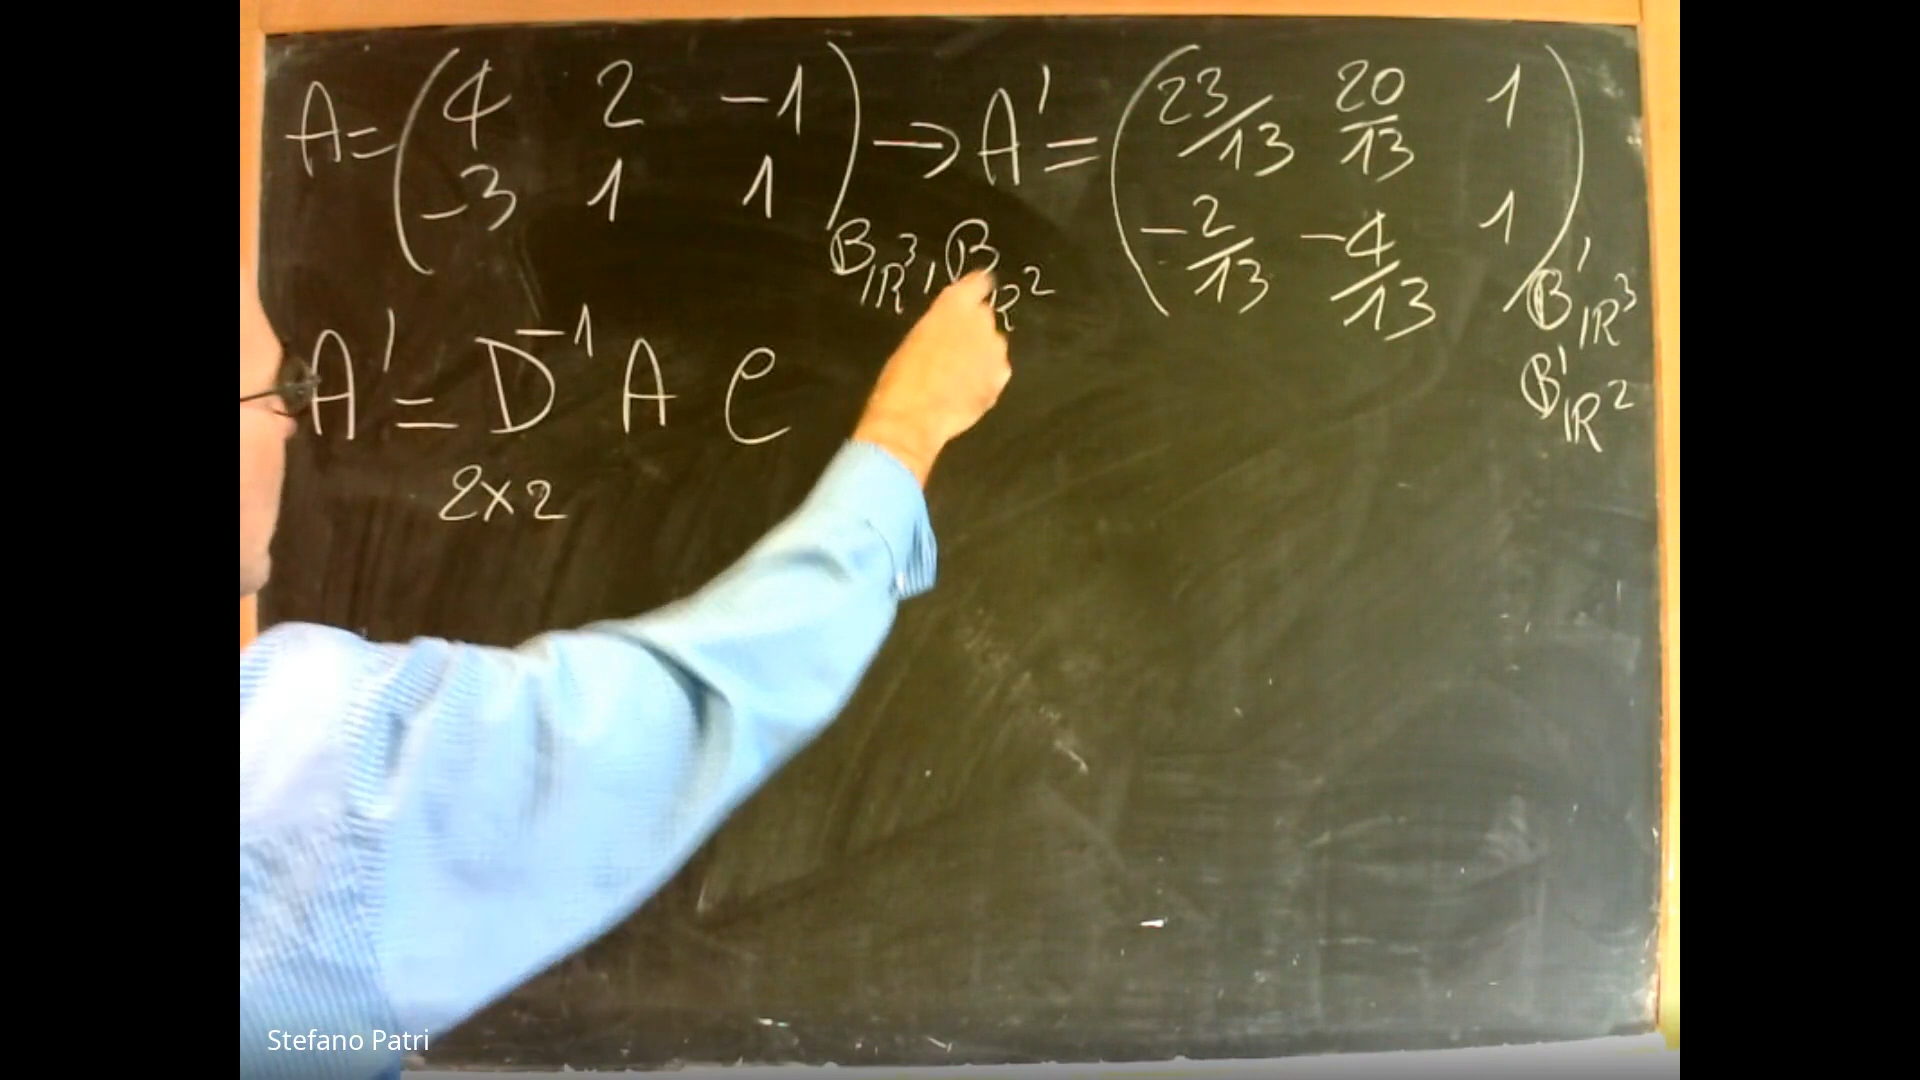 A = ( 4 2 -1 ) → A' = ( 23/13 20/13 1 )
( -3 1 1 ) ( -2/13 -4/13 1 )
B_ℝ³, B_ℝ² B'_ℝ³
B'_ℝ²
A' = D⁻¹ A C
2×2
Stefano Patri